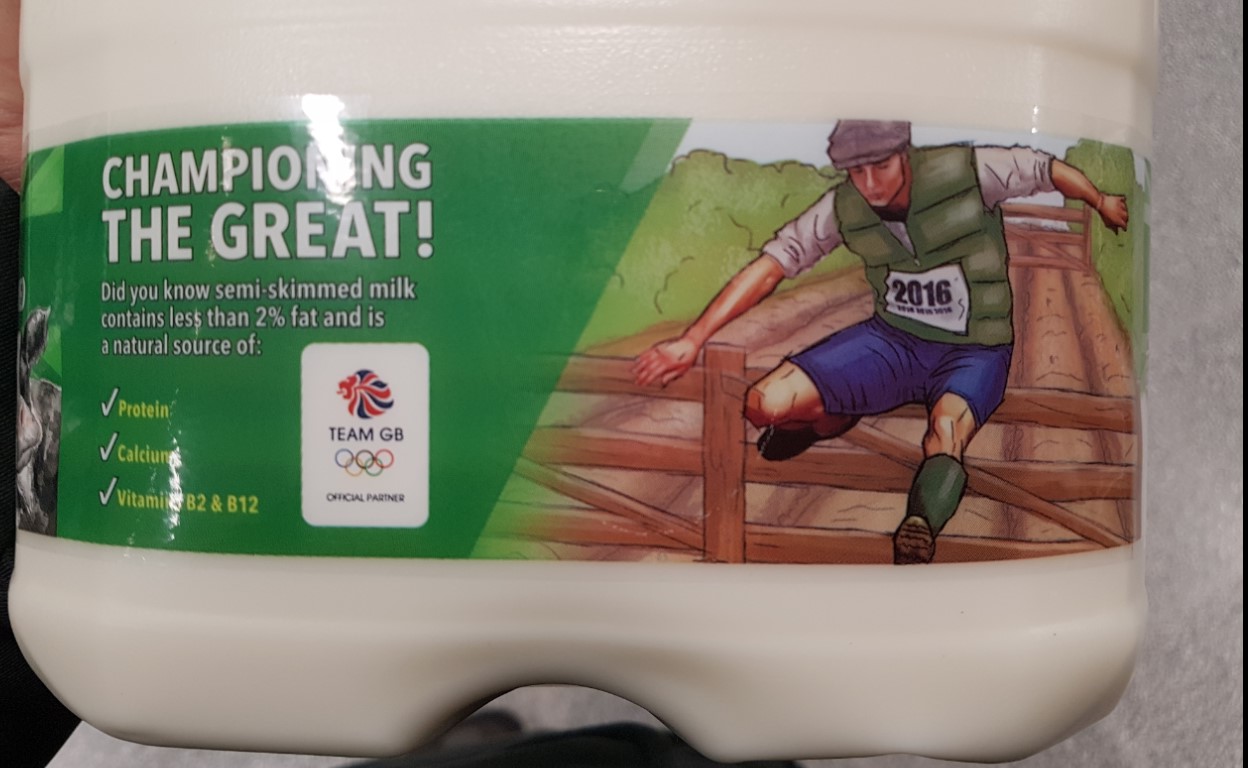 CHAMPIONING
THE GREAT!
Did you know semi-skimmed milk
contains less than 2% fat and is
a natural source of:
✓ Protein
✓ Calcium
✓ Vitamin B2 & B12
TEAM GB
OFFICIAL PARTNER
2016